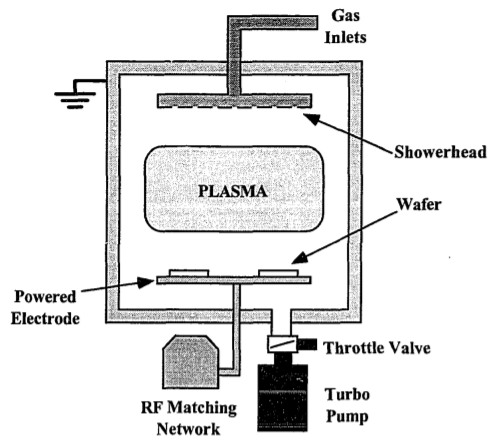 Gas
Inlets
Showerhead
PLASMA
Wafer
Powered
Electrode
Throttle Valve
RF Matching
Network
Turbo
Pump